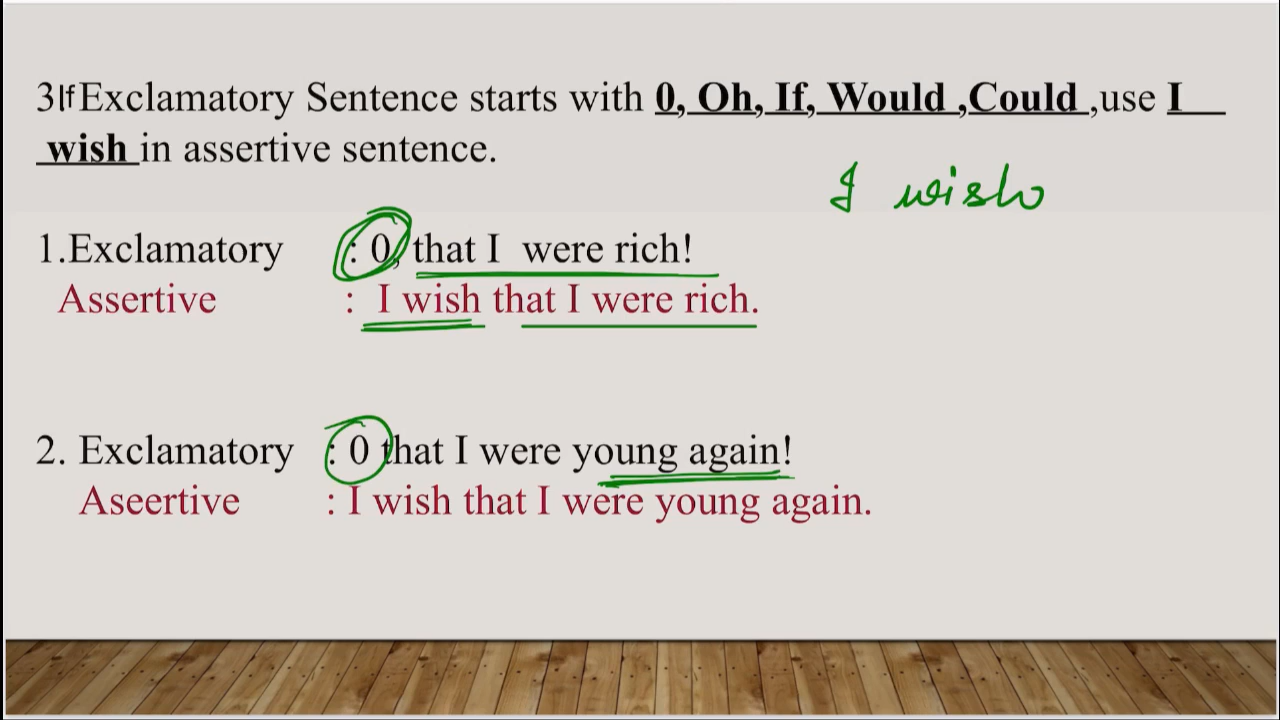 3If Exclamatory Sentence starts with 0, Oh, If, Would ,Could ,use I
wish in assertive sentence.
I wish
1.Exclamatory : 0, that I were rich!
Assertive : I wish that I were rich.
2. Exclamatory : 0 that I were young again!
Aseertive : I wish that I were young again.